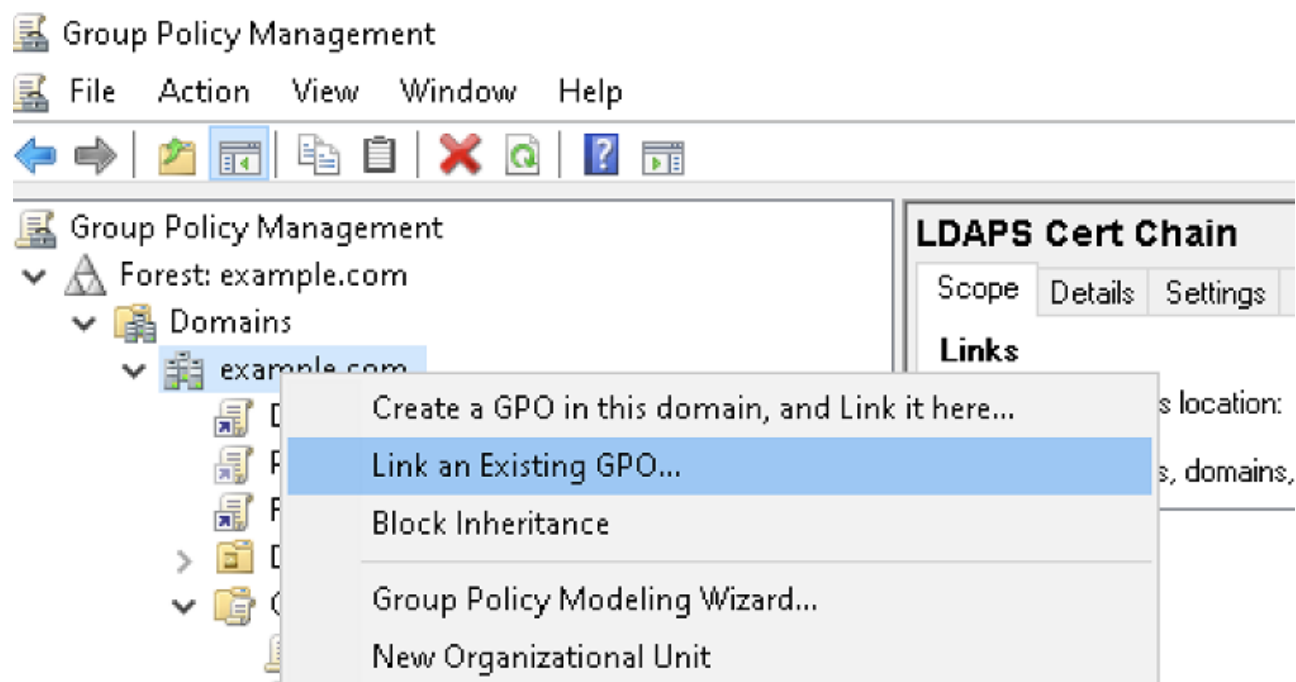 Group Policy Management
File Action View Window Help
Group Policy Management
Forest: example.com
Domains
example.com
LDAPS Cert Chain
Scope Details Settings
Links
s location:
s, domains,
Create a GPO in this domain, and Link it here...
Link an Existing GPO...
Block Inheritance
Group Policy Modeling Wizard...
New Organizational Unit